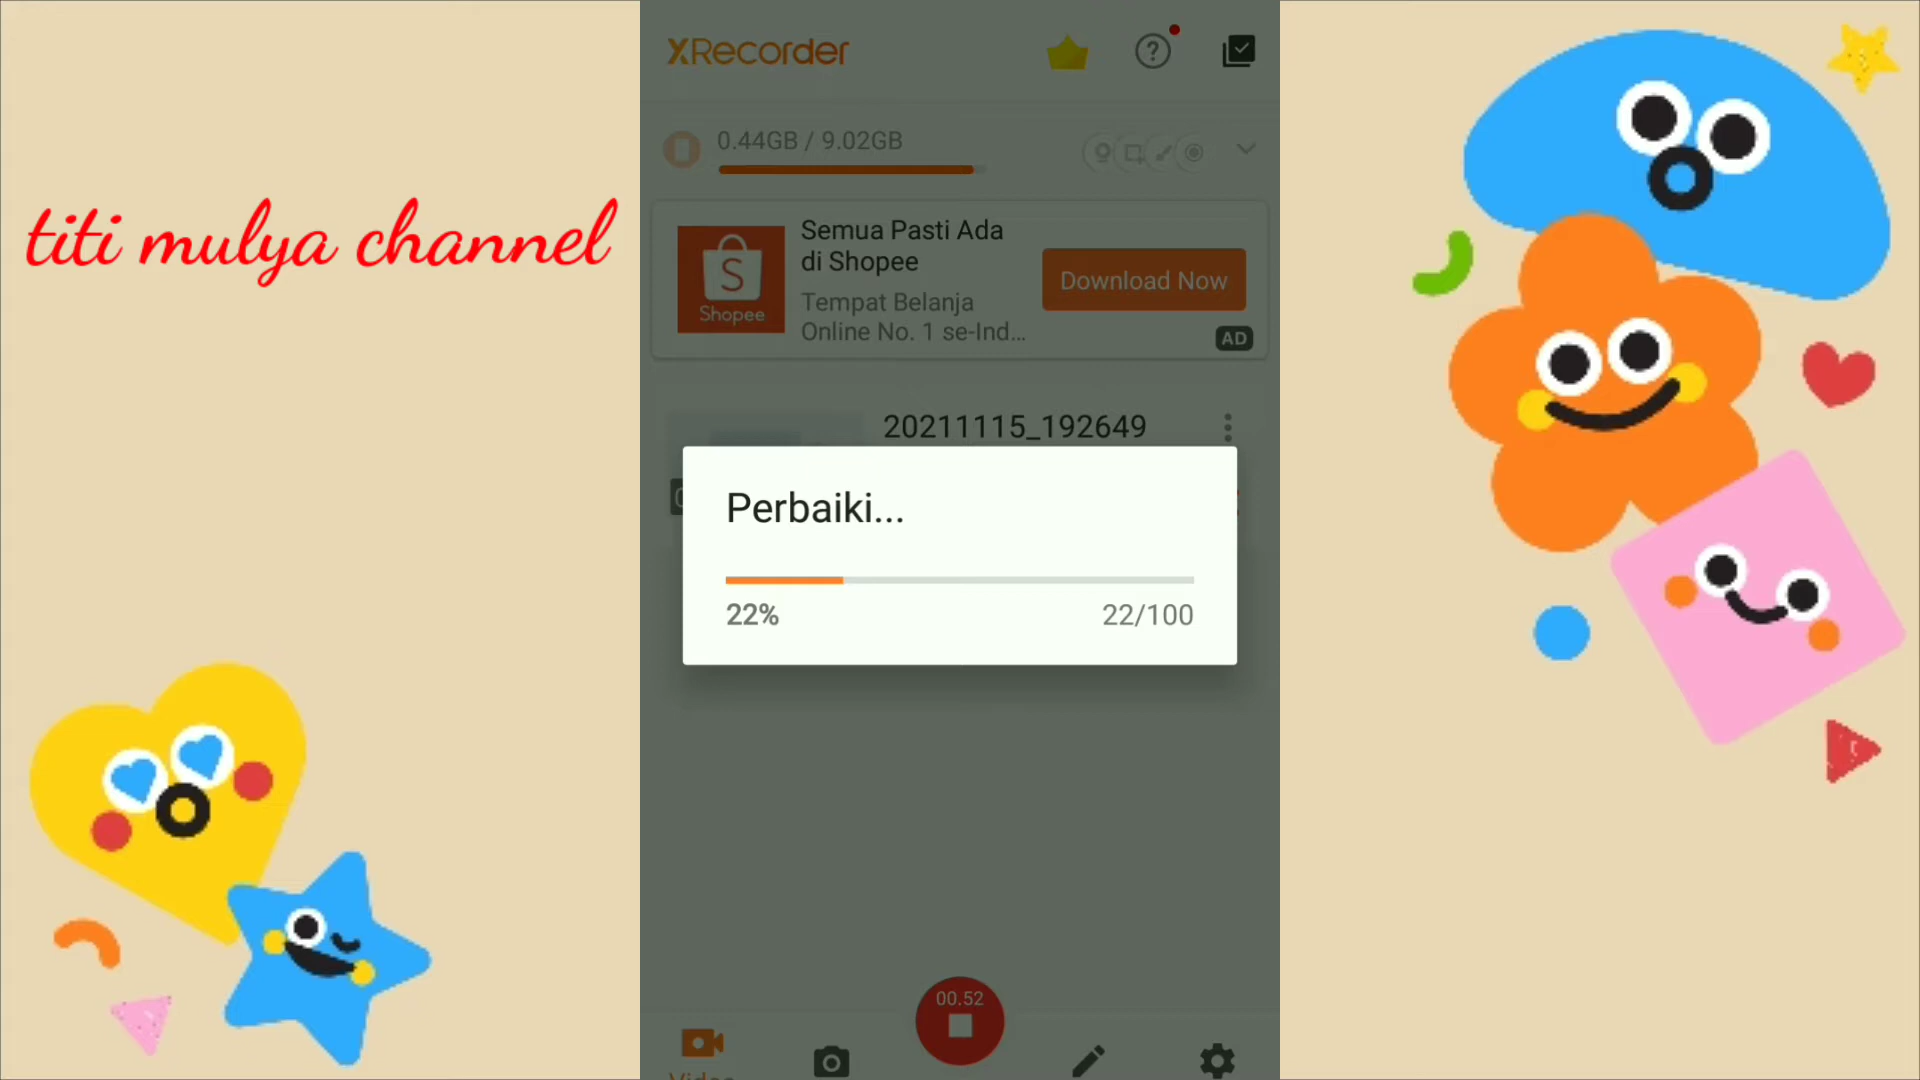 titi mulya channel
XRecorder
0.44GB / 9.02GB
Semua Pasti Ada
di Shopee
Tempat Belanja
Online No. 1 se-Ind...
Shopee
Download Now
AD
20211115_192649
Perbaiki...
22%
22/100
00.52
Video